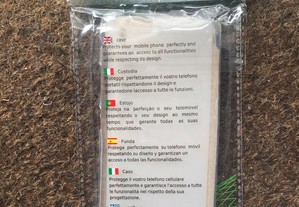 case
Protects your mobile phone perfectly and
guarantees an access to all functionalities
while respecting its design.
Custodia
Protegge perfettamente il vostro telefono
portatil rispettandone il design e
garantendone l'accesso a tutte le funzioni.
Estojo
Proteja na perfeição o seu telemóvel
respeitando o seu design ao mesmo
tempo que garante todas as suas
funcionalidades.
Funda
Protege perfectamente su teléfono movil
respetando su diseño y garantizan un
acceso a todas las funcionalidades.
Caso
Protegge il vostro telefono cellulare
perfettamente e garantisce l'accesso a tutte
le funzionalità nel rispetto della sua
progettazione.